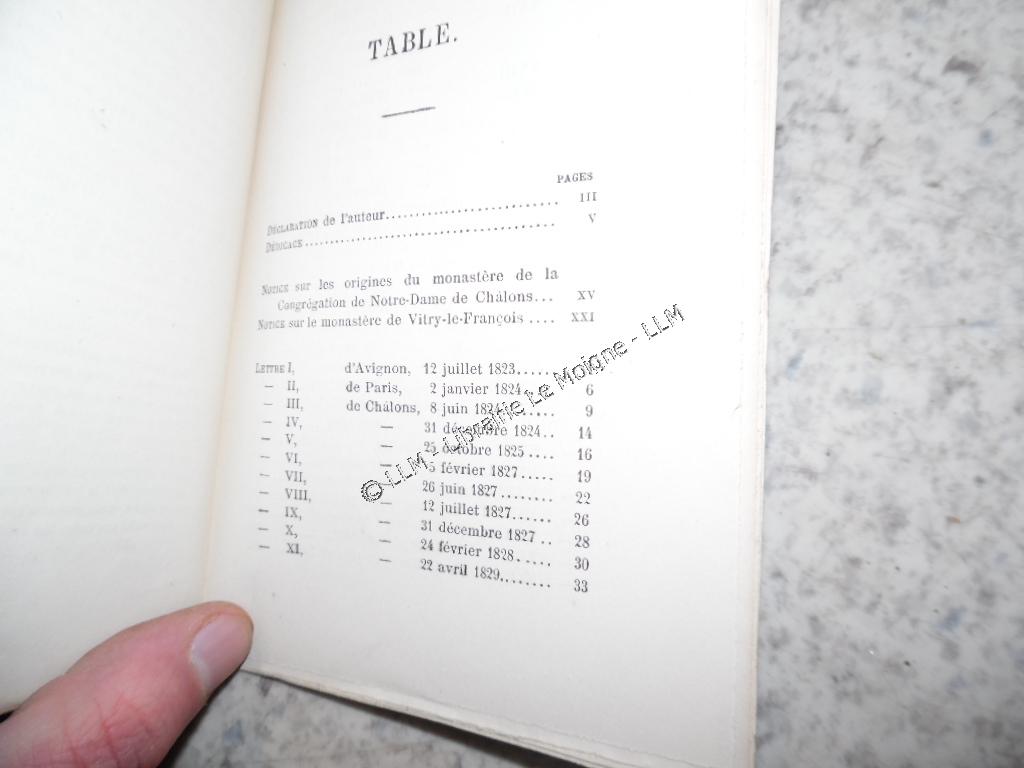 TABLE.
PAGES
DÉCLARATION de l'auteur........................... III
DÉDICACE........................................ V
NOTICE sur les origines du monastère de la
Congrégation de Notre-Dame de Châlons... XV
NOTICE sur le monastère de Vitry-le-François .... XXI
LETTRE I, d'Avignon, 12 juillet 1823.....
— II, de Paris, 2 janvier 1824.... 6
— III, de Châlons, 8 juin 1824....... 9
— IV, — 31 décembre 1824.. 14
— V, — 25 octobre 1825.... 16
— VI, — 5 février 1827..... 19
— VII, — 26 juin 1827........ 22
— VIII, — 12 juillet 1827...... 26
— IX, — 31 décembre 1827.. 28
— X, — 24 février 1828..... 30
— XI, — 22 avril 1829........ 33
© LLM - Librairie Le Moigne - LLM